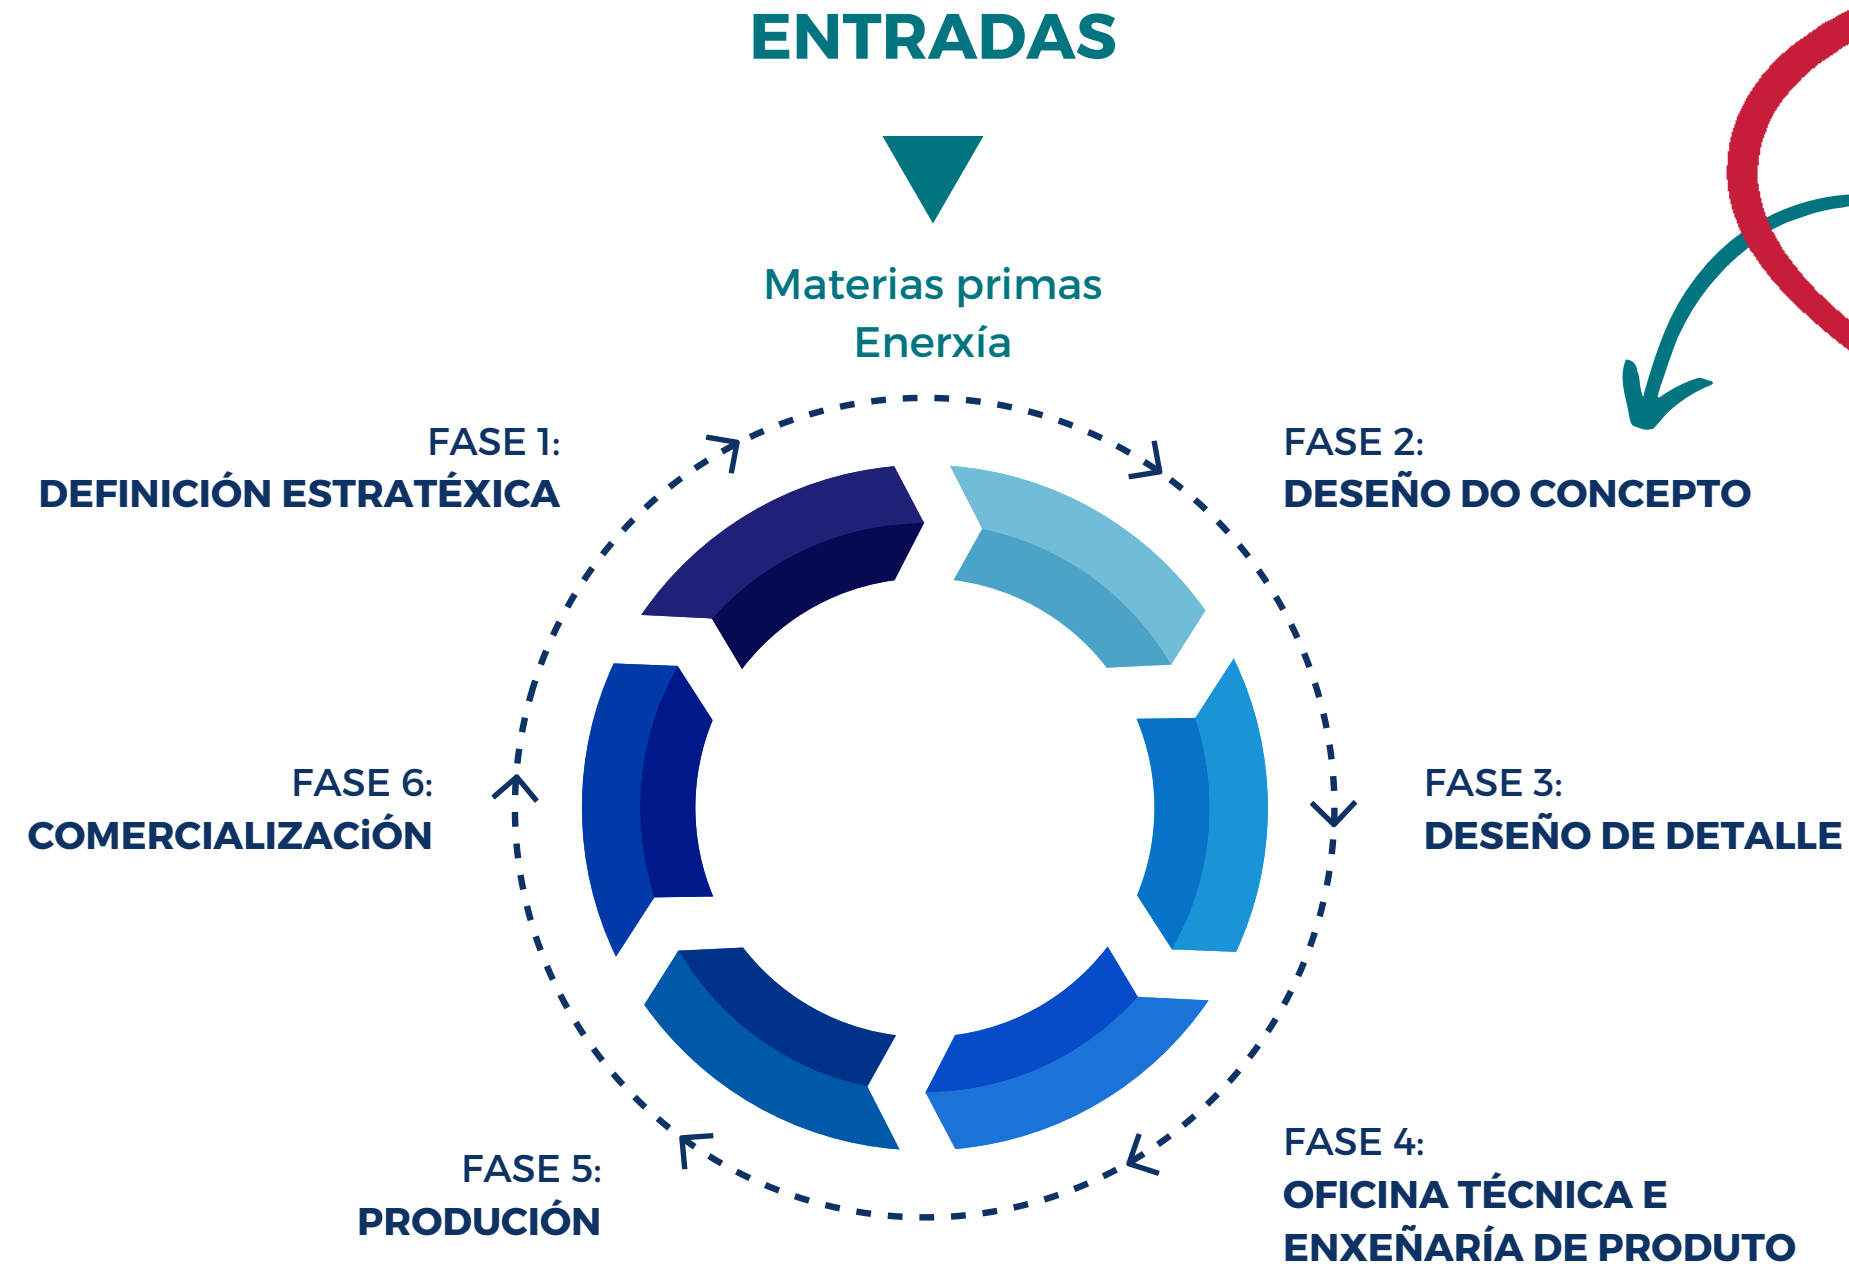 ENTRADAS
Materias primas
Enerxía
FASE 1:
DEFINICIÓN ESTRATÉXICA
FASE 2:
DESEÑO DO CONCEPTO
FASE 3:
DESEÑO DE DETALLE
FASE 4:
OFICINA TÉCNICA E
ENXEÑARÍA DE PRODUTO
FASE 5:
PRODUCIÓN
FASE 6:
COMERCIALIZACiÓN